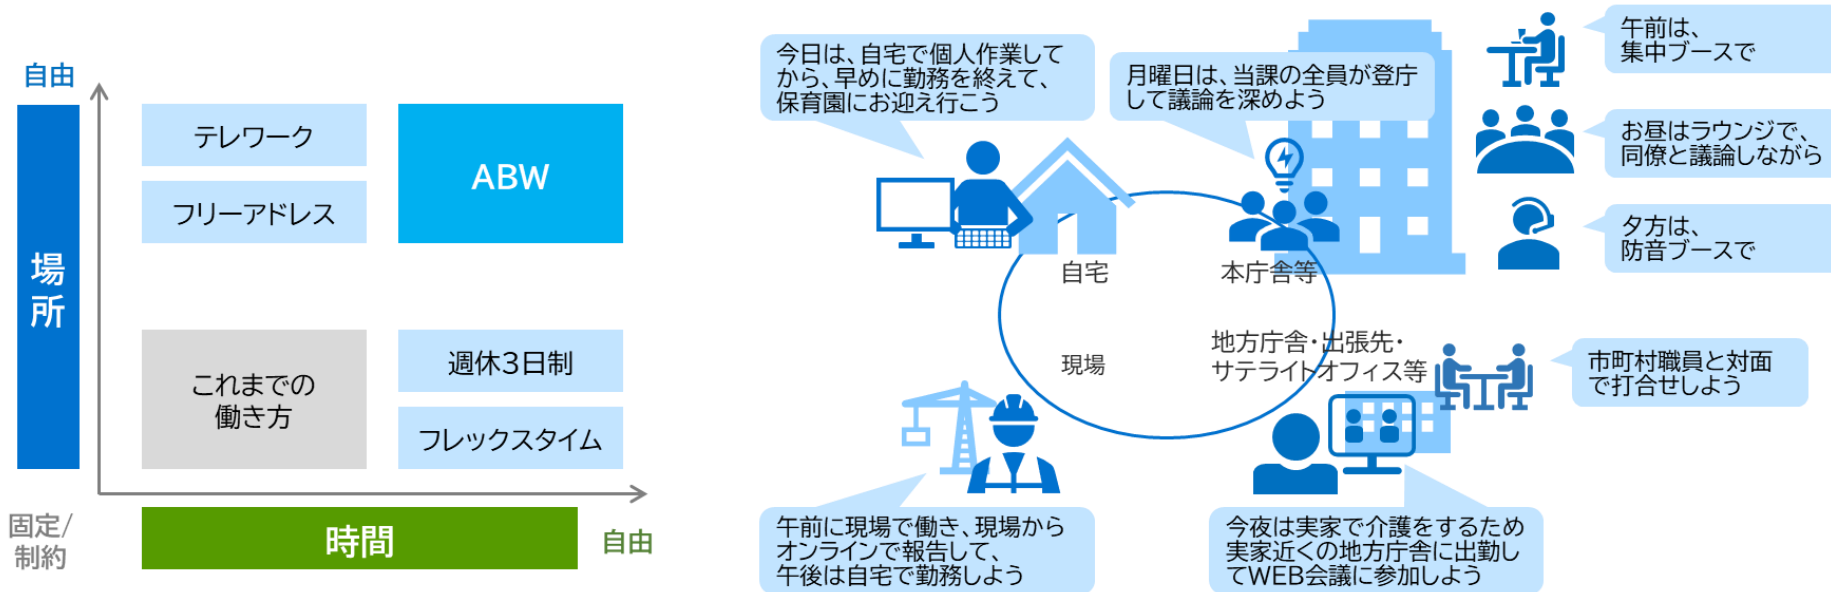 自由
場所
固定/
制約
テレワーク
フリーアドレス
ABW
これまでの
働き方
週休3日制
フレックスタイム
時間
自由
今日は、自宅で個人作業して
から、早めに勤務を終えて、
保育園にお迎え行こう
月曜日は、当課の全員が登庁
して議論を深めよう
午前は、
集中ブースで
お昼はラウンジで、
同僚と議論しながら
夕方は、
防音ブースで
自宅
本庁舎等
現場
地方庁舎・出張先・
サテライトオフィス等
市町村職員と対面
で打合せしよう
午前に現場で働き、現場から
オンラインで報告して、
午後は自宅で勤務しよう
今夜は実家で介護をするため
実家近くの地方庁舎に出勤し
てWEB会議に参加しよう